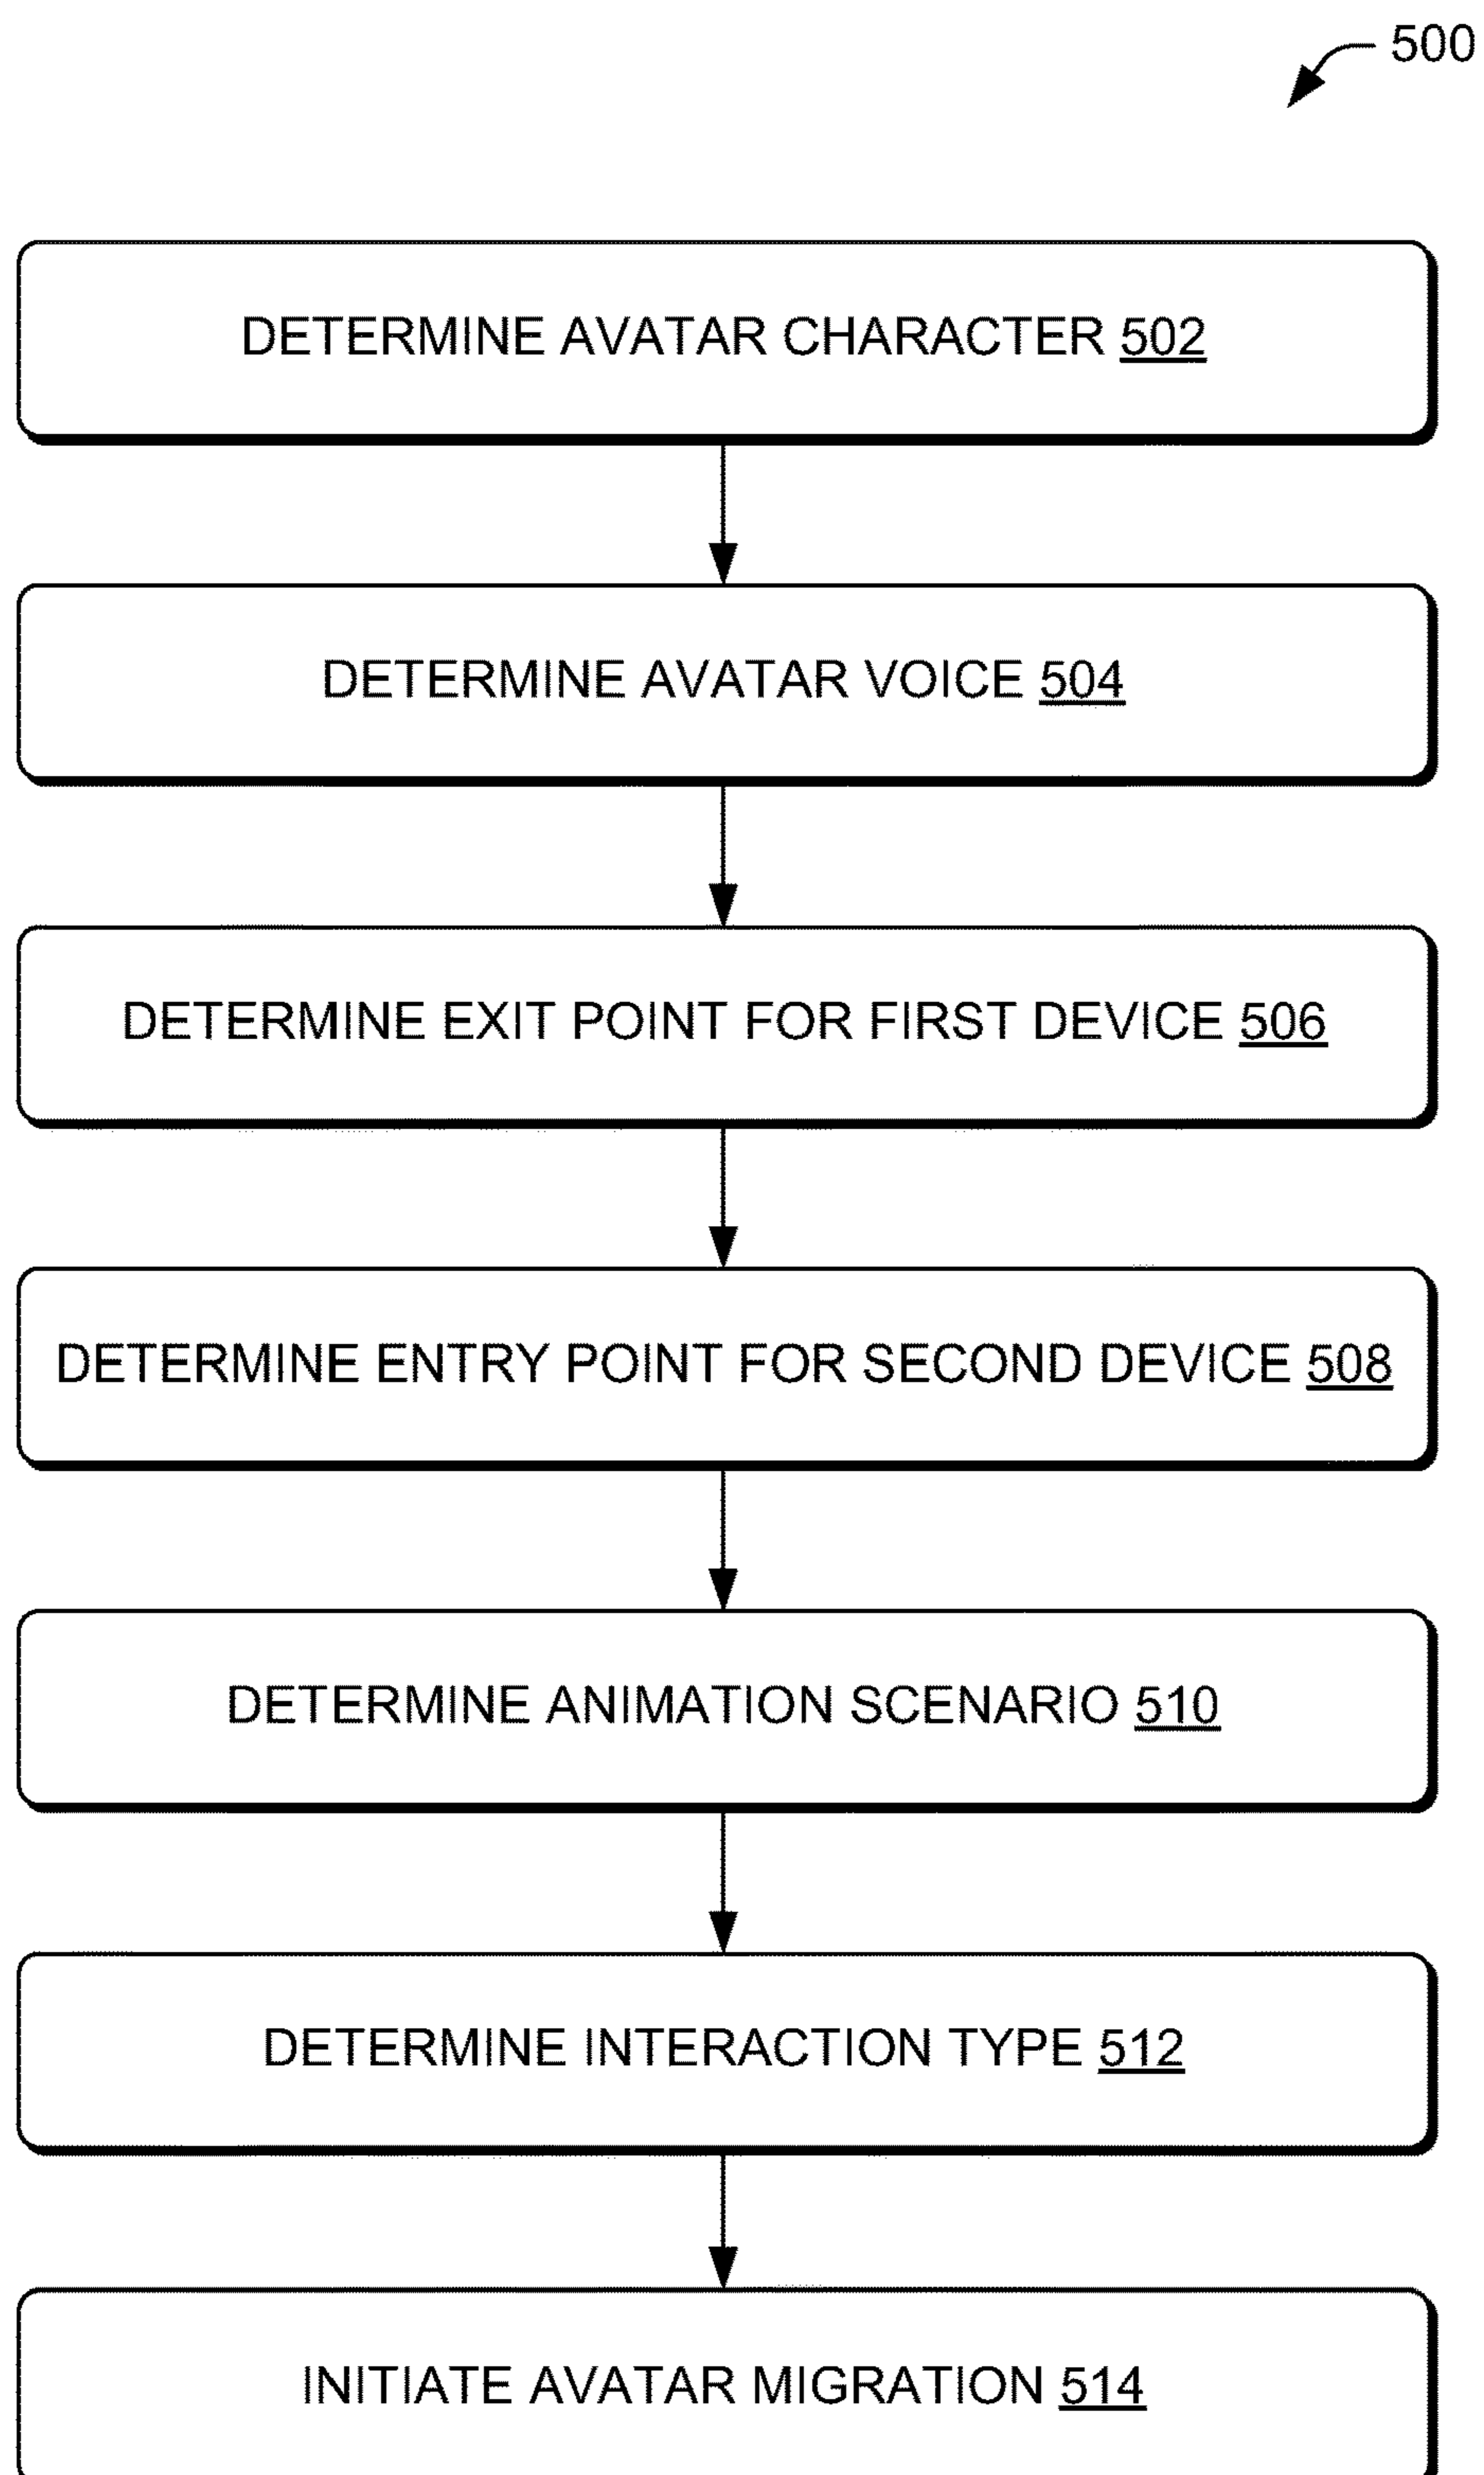 500
DETERMINE AVATAR CHARACTER 502
DETERMINE AVATAR VOICE 504
DETERMINE EXIT POINT FOR FIRST DEVICE 506
DETERMINE ENTRY POINT FOR SECOND DEVICE 508
DETERMINE ANIMATION SCENARIO 510
DETERMINE INTERACTION TYPE 512
INITIATE AVATAR MIGRATION 514